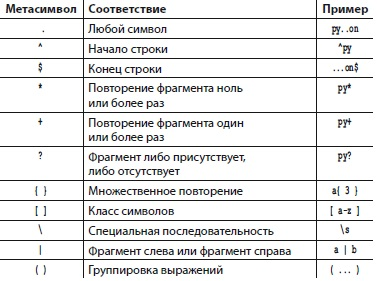 Метасимвол Соответствие Пример
. Любой символ py..on
^ Начало строки ^py
$ Конец строки ...on$
* Повторение фрагмента ноль
или более раз py*
+ Повторение фрагмента один
или более раз py+
? Фрагмент либо присутствует,
либо отсутствует py?
{ } Множественное повторение a{ 3 }
[ ] Класс символов [ a-z ]
\ Специальная последовательность \s
| Фрагмент слева или фрагмент справа a | b
( ) Группировка выражений ( ... )